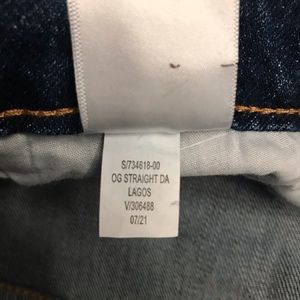 S/734618-00
OG STRAIGHT DA
LAGOS
V/306488
07/21